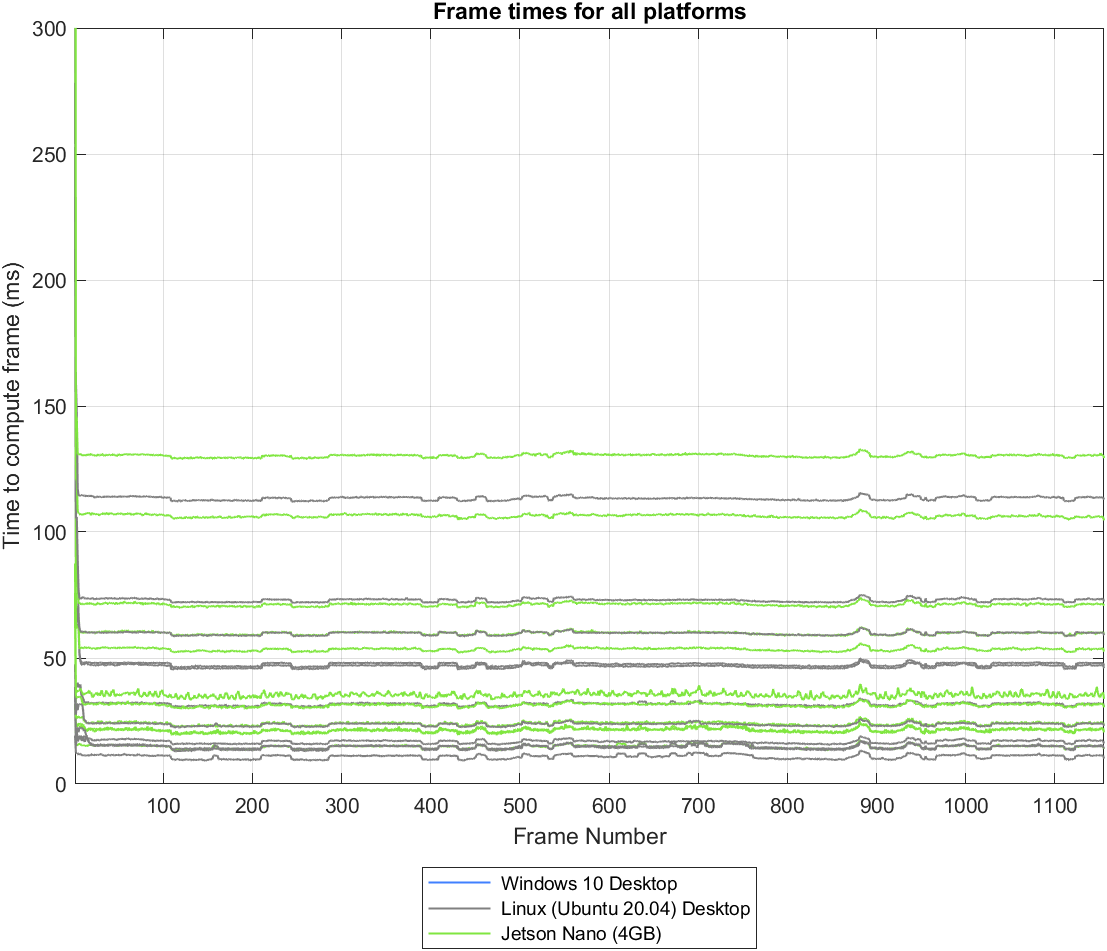 Frame times for all platforms
300
250
200
150
100
50
0
Time to compute frame (ms)
100 200 300 400 500 600 700 800 900 1000 1100
Frame Number
Windows 10 Desktop
Linux (Ubuntu 20.04) Desktop
Jetson Nano (4GB)